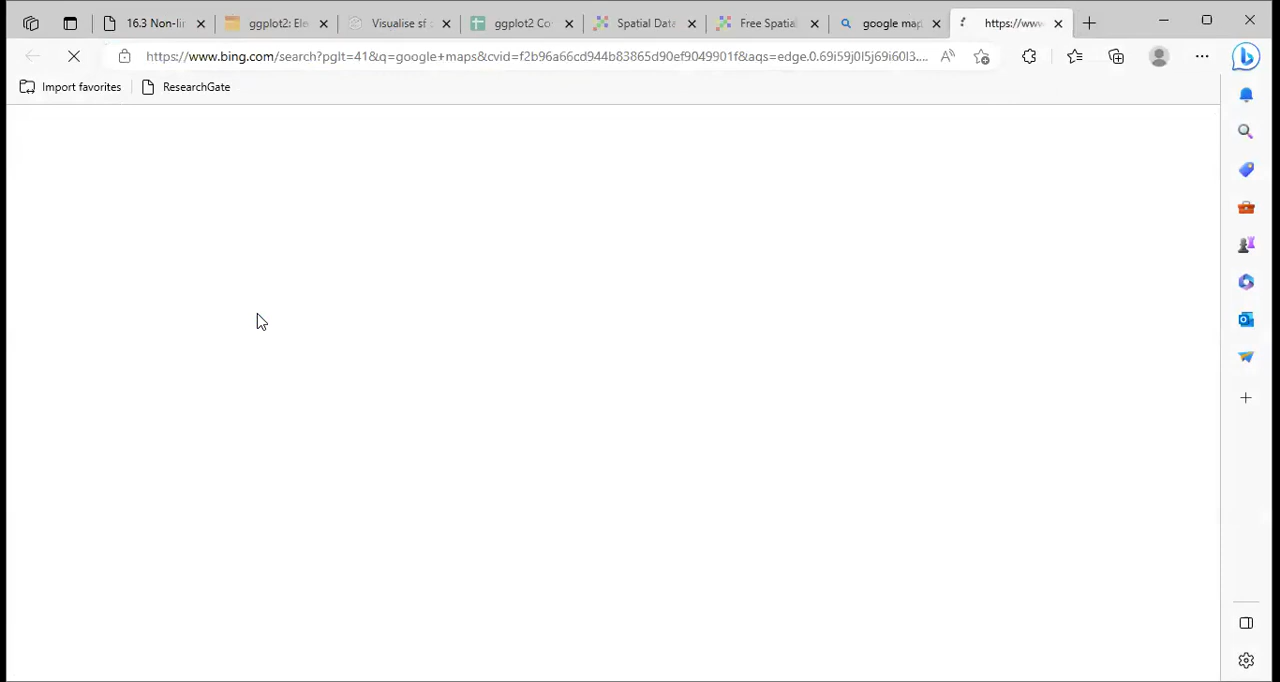 16.3 Non-lin
ggplot2: Ele
Visualise sf
ggplot2 Co
Spatial Data
Free Spatial
google map
https://www
https://www.bing.com/search?pglt=41&q=google+maps&cvid=f2b96a66cd944b83865d90ef9049901f&aqs=edge.0.69i59j0l5j69i60l3....
Import favorites
ResearchGate